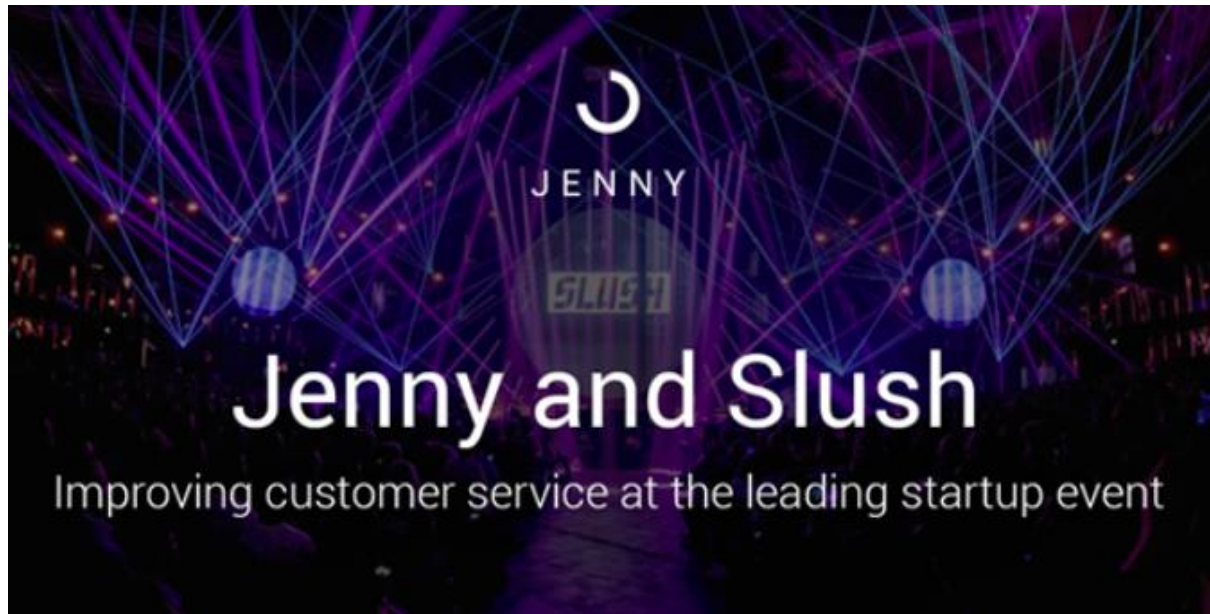 JENNY
SLUSH
Jenny and Slush
Improving customer service at the leading startup event